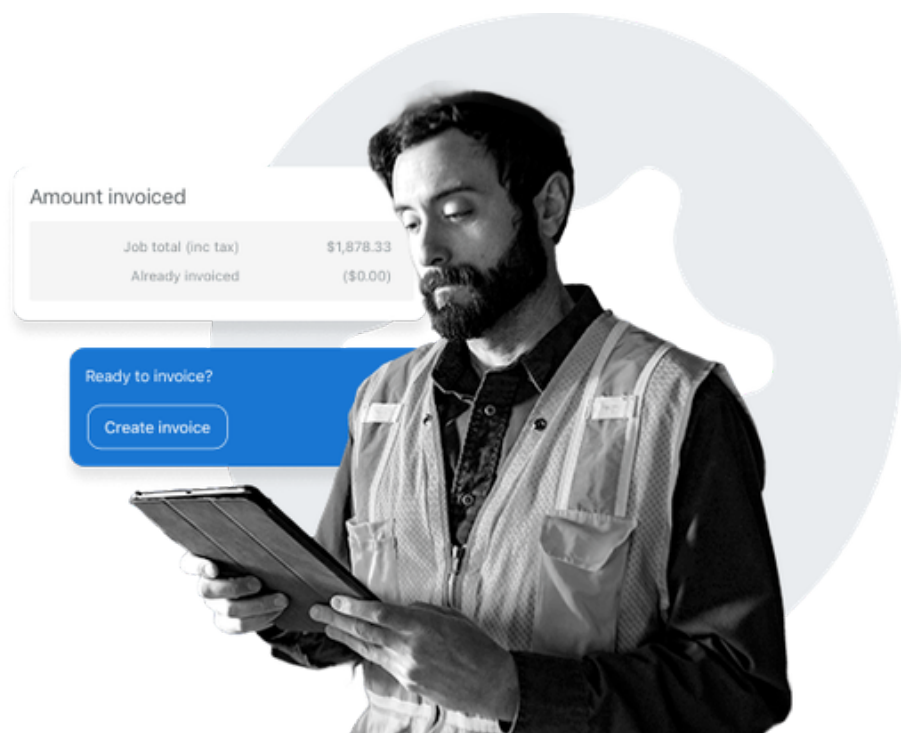 Amount invoiced
Job total (inc tax) $1,878.33
Already invoiced ($0.00)
Ready to invoice?
Create invoice